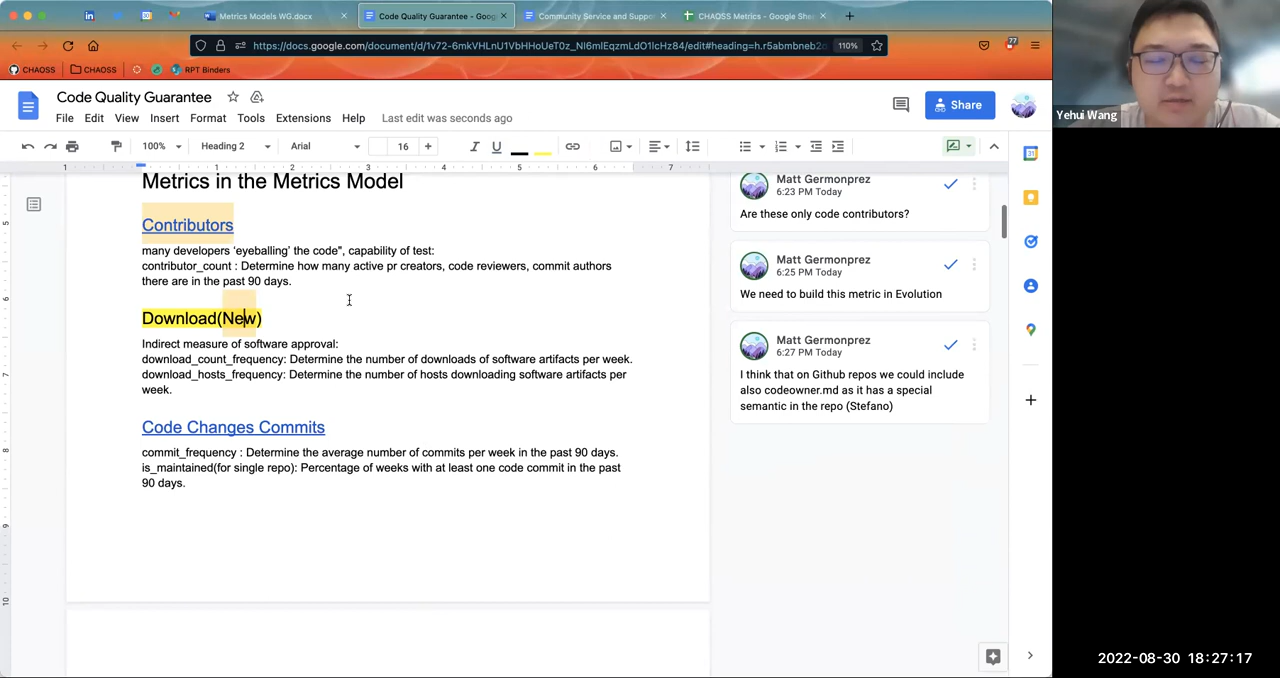 Metrics Models WG.docx
Code Quality Guarantee - Goog
Community Service and Suppo
CHAOSS Metrics - Google She
https://docs.google.com/document/d/1v72-6mkVHLnU1VbHHoUeT0z_NI6mIEqzmLdO1lcHz84/edit#heading=h.r5abmbneb2
110%
77
CHAOSS
CHAOSS
RPT Binders
Code Quality Guarantee
File Edit View Insert Format Tools Extensions Help Last edit was seconds ago
Share
100% Heading 2 Arial 16
1 1 2 3 4 5 6 7
Metrics in the Metrics Model
Contributors
many developers ‘eyeballing’ the code", capability of test:
contributor_count : Determine how many active pr creators, code reviewers, commit authors
there are in the past 90 days.
Download(New)
Indirect measure of software approval:
download_count_frequency: Determine the number of downloads of software artifacts per week.
download_hosts_frequency: Determine the number of hosts downloading software artifacts per
week.
Code Changes Commits
commit_frequency : Determine the average number of commits per week in the past 90 days.
is_maintained(for single repo): Percentage of weeks with at least one code commit in the past
90 days.
Matt Germonprez
6:23 PM Today
Are these only code contributors?
Matt Germonprez
6:25 PM Today
We need to build this metric in Evolution
Matt Germonprez
6:27 PM Today
I think that on Github repos we could include
also codeowner.md as it has a special
semantic in the repo (Stefano)
Yehui Wang
2022-08-30 18:27:17